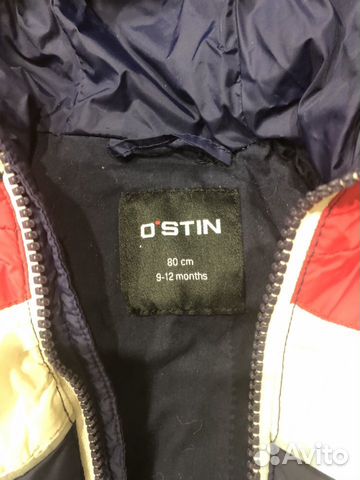 O'STIN
80 cm
9-12 months
Avito